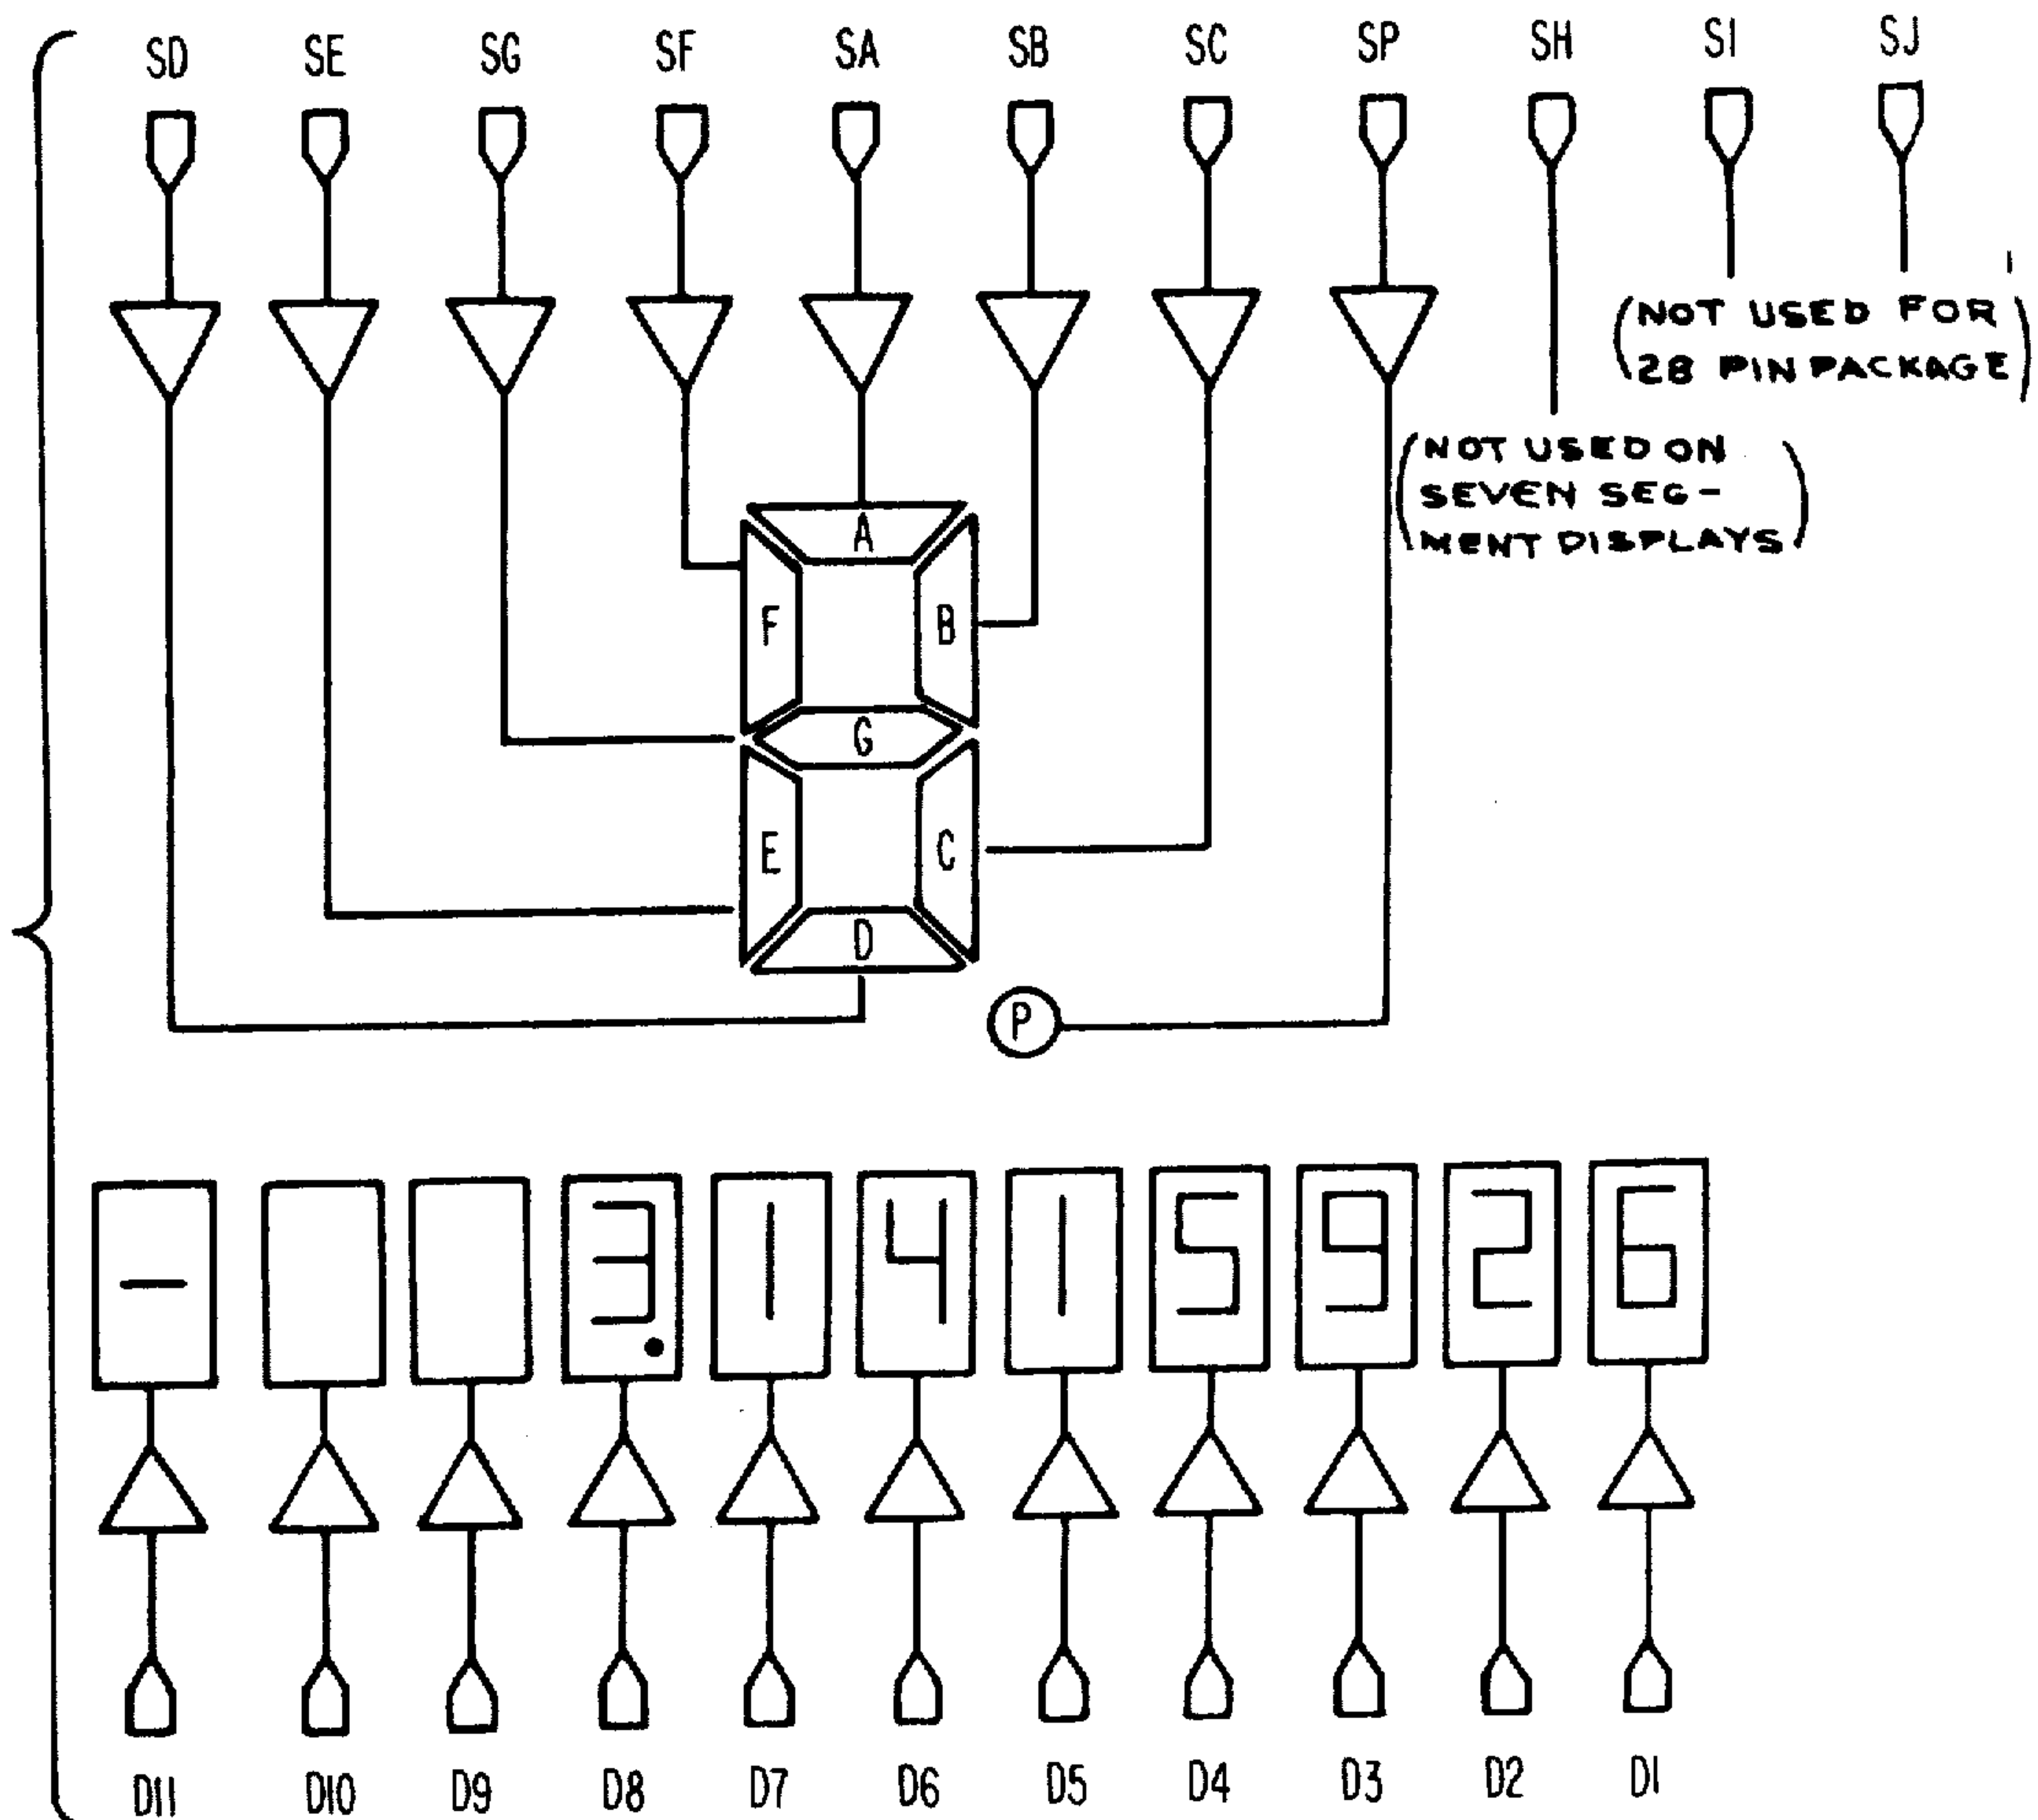 SD SE SG SF SA SB SC SP SH SI SJ
(NOT USED FOR
28 PIN PACKAGE)
(NOT USED ON
SEVEN SEG-
MENT DISPLAYS)
A
F B
G
E C
D
P
- 3. 1 4 1 5 9 2 6
D11 D10 D9 D8 D7 D6 D5 D4 D3 D2 D1